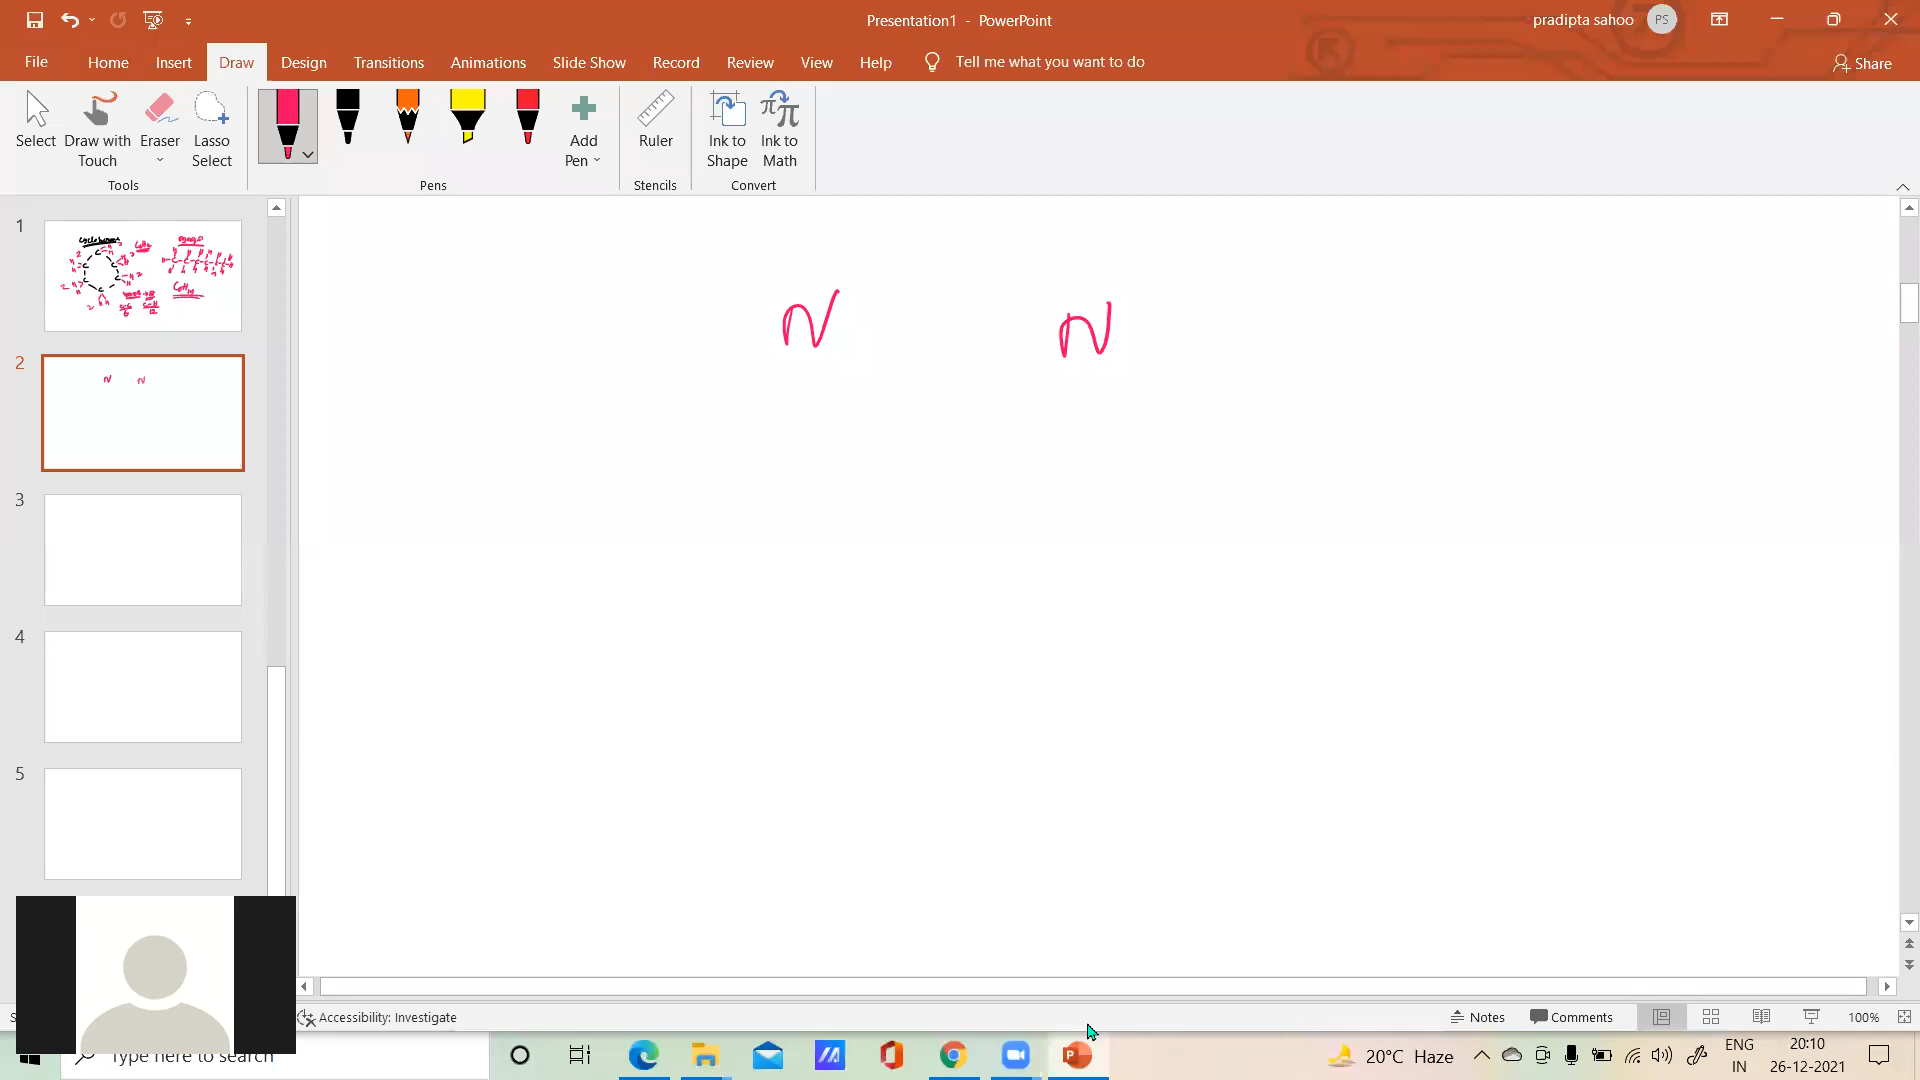 Presentation1 - PowerPoint
pradipta sahoo PS
File Home Insert Draw Design Transitions Animations Slide Show Record Review View Help Tell me what you want to do Share
Select Draw with Touch Eraser Lasso Select Add Pen Ruler Ink to Shape Ink to Math
Tools Pens Stencils Convert
1
2
N N
3
4
5
N N
Accessibility: Investigate Notes Comments 100%
Type here to search
20°C Haze ENG IN 20:10 26-12-2021